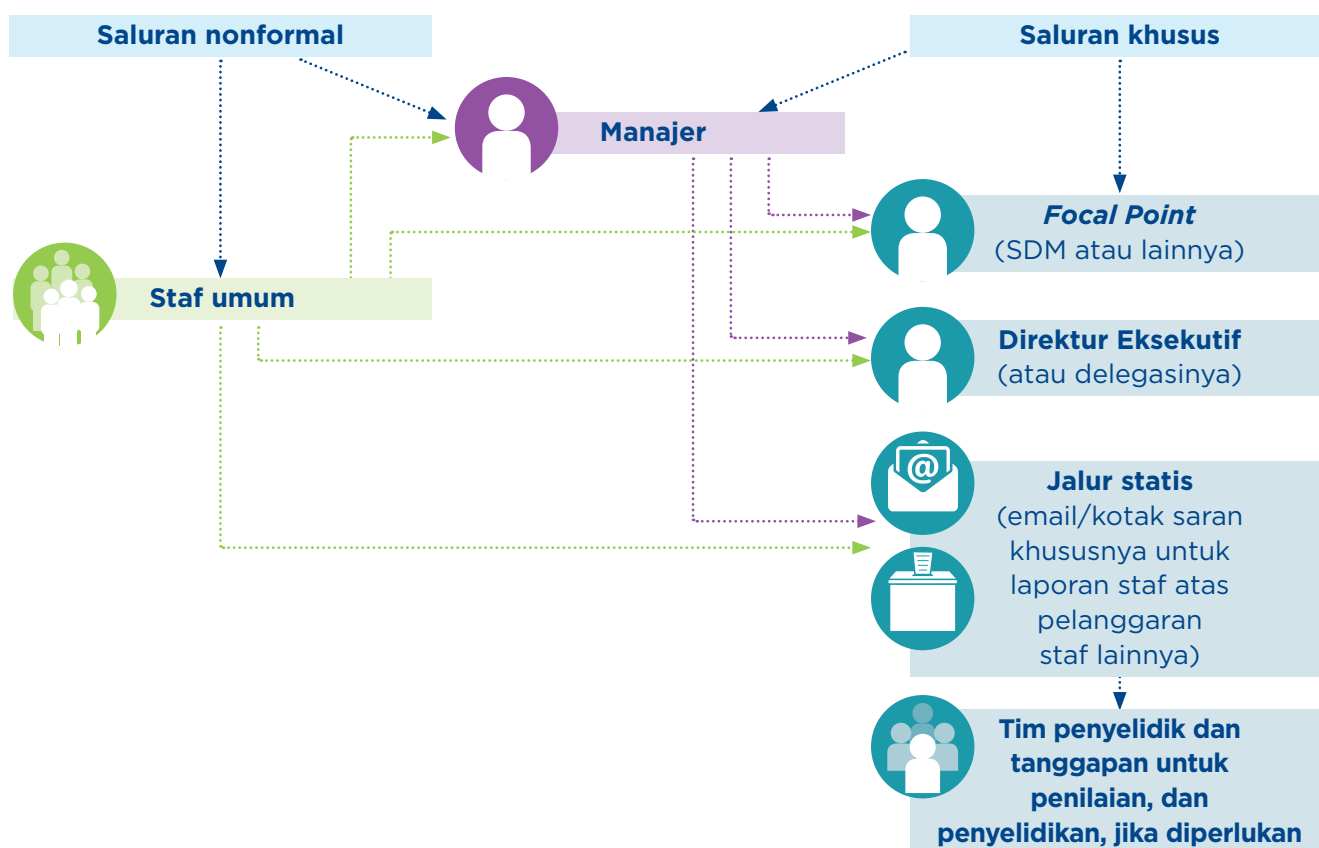 Saluran nonformal
Saluran khusus
Manajer
Focal Point
(SDM atau lainnya)
Staf umum
Direktur Eksekutif
(atau delegasinya)
@
Jalur statis
(email/kotak saran
khususnya untuk
laporan staf atas
pelanggaran
staf lainnya)
Tim penyelidik dan
tanggapan untuk
penilaian, dan
penyelidikan, jika diperlukan